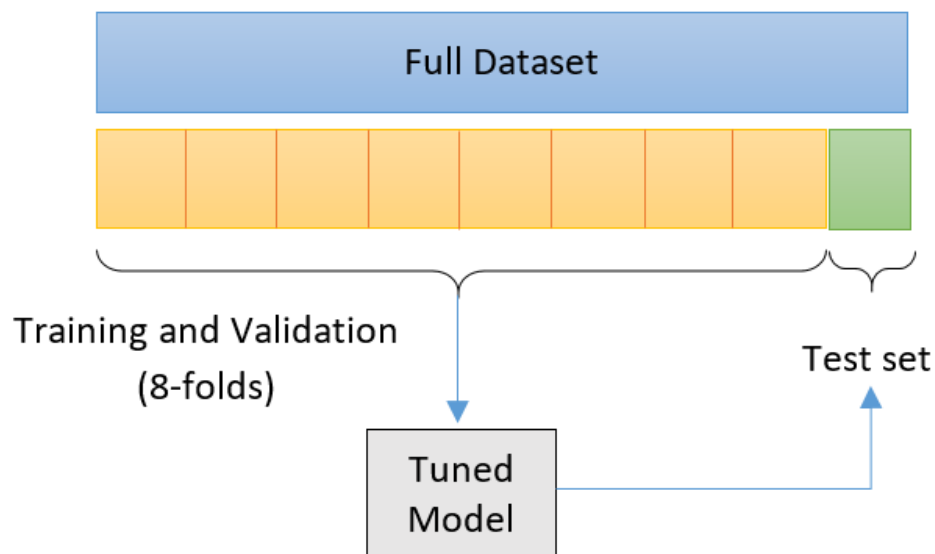 Full Dataset
Training and Validation
(8-folds)
Test set
Tuned
Model